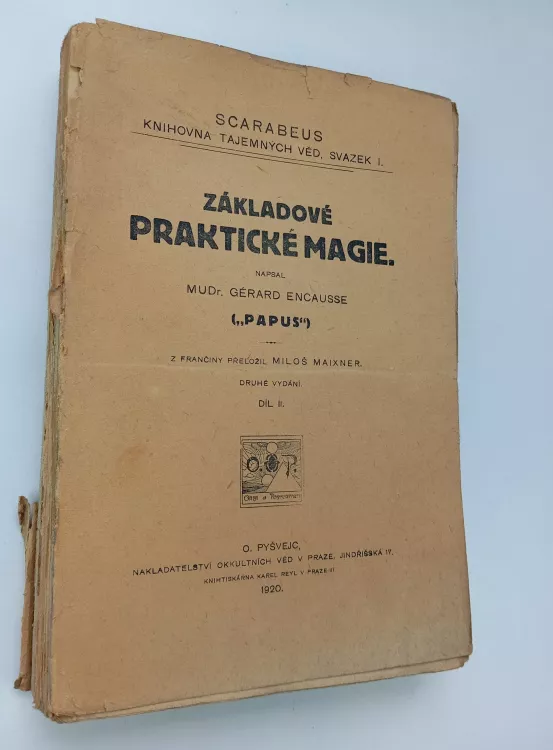 SCARABEUS
KNIHOVNA TAJEMNÝCH VĚD, SVAZEK I.
ZÁKLADOVÉ
PRAKTICKÉ MAGIE.
NAPSAL
MUDr. GÉRARD ENCAUSSE
(„PAPUS“)
Z FRANČINY PŘELOŽIL MILOŠ MAIXNER.
DRUHÉ VYDÁNÍ.
DÍL II.
O. P.
O. PYŠVEJC,
NAKLADATELSTVÍ OKKULTNÍCH VĚD V PRAZE, JINDŘIŠSKÁ 17.
KNIHTISKÁRNA KAREL REYL V PRAZE-II.
1920.